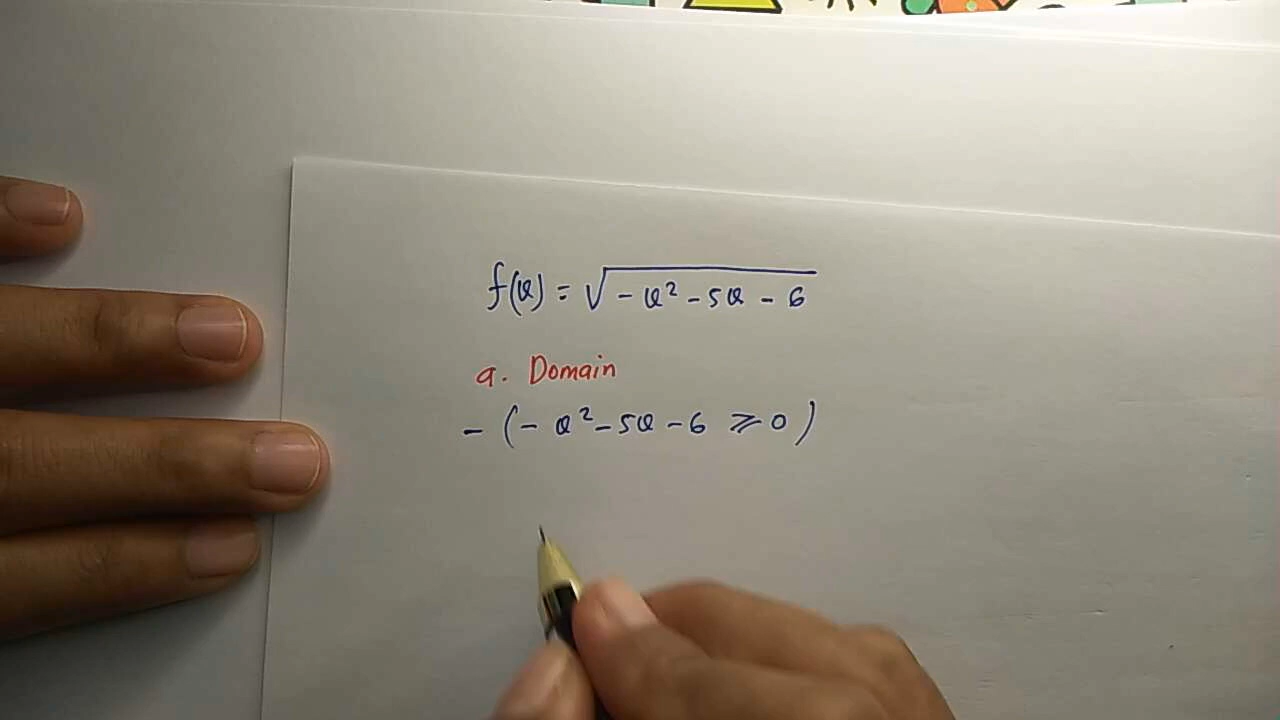 f(x) = √-x² - 5x - 6
a. Domain
- (- x² - 5x - 6 ⩾ 0)